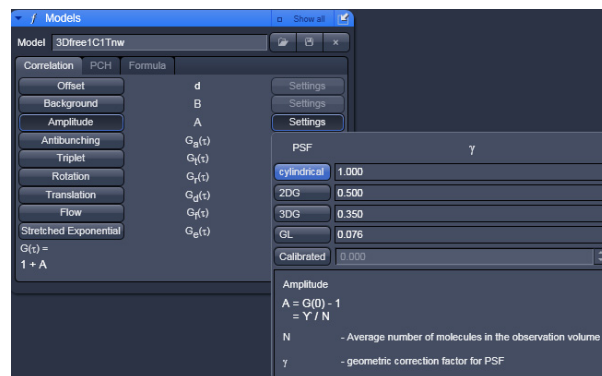 Models Show all
Model 3Dfree1C1Tnw
Correlation PCH Formula
Offset d Settings
Background B Settings
Amplitude A Settings
Antibunching Gₐ(τ)
Triplet Gₜ(τ)
Rotation Gᵣ(τ)
Translation G_d(τ)
Flow G_f(τ)
Stretched Exponential Gₑ(τ)
G(τ) =
1 + A
PSF γ
cylindrical 1.000
2DG 0.500
3DG 0.350
GL 0.076
Calibrated 0.000
Amplitude
A = G(0) - 1
= ϒ / N
N - Average number of molecules in the observation volume
γ - geometric correction factor for PSF